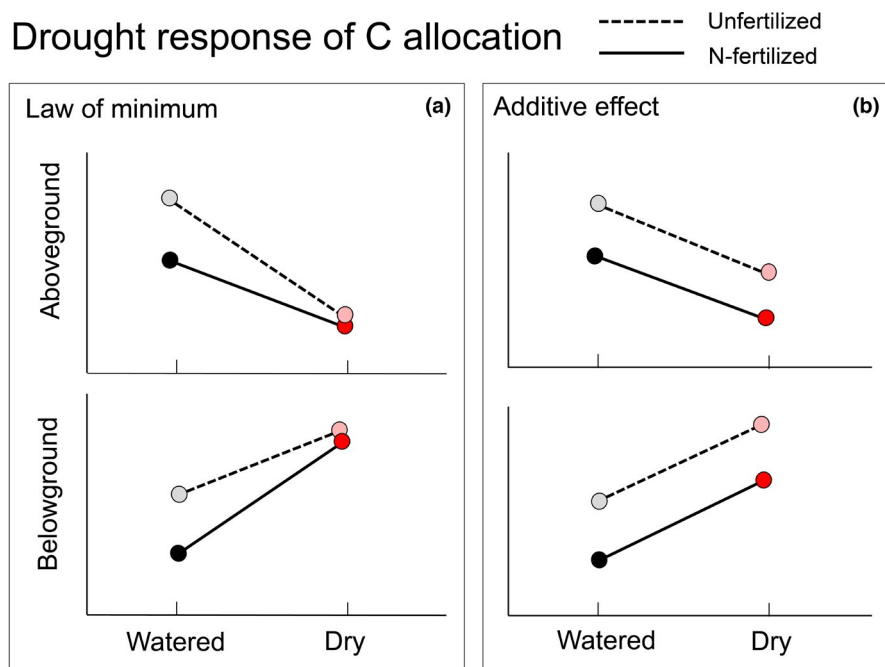 Drought response of C allocation
Unfertilized
N-fertilized
Law of minimum
(a)
Aboveground
Belowground
Watered
Dry
Additive effect
(b)
Watered
Dry